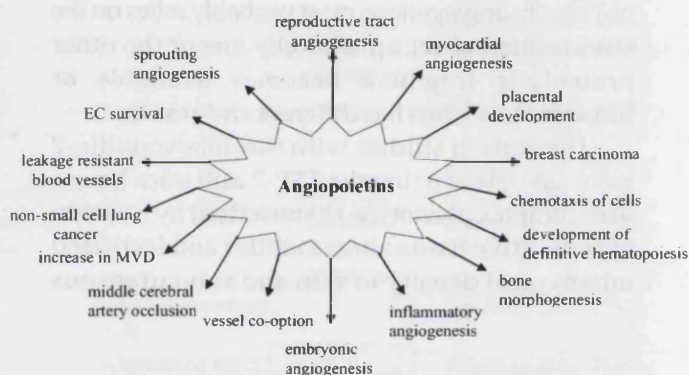 reproductive tract
angiogenesis
myocardial
angiogenesis
sprouting
angiogenesis
placental
development
EC survival
breast carcinoma
leakage resistant
blood vessels
Angiopoietins
chemotaxis of cells
non-small cell lung
cancer
development of
definitive hematopoiesis
increase in MVD
bone
morphogenesis
middle cerebral
artery occlusion
inflammatory
angiogenesis
vessel co-option
embryonic
angiogenesis